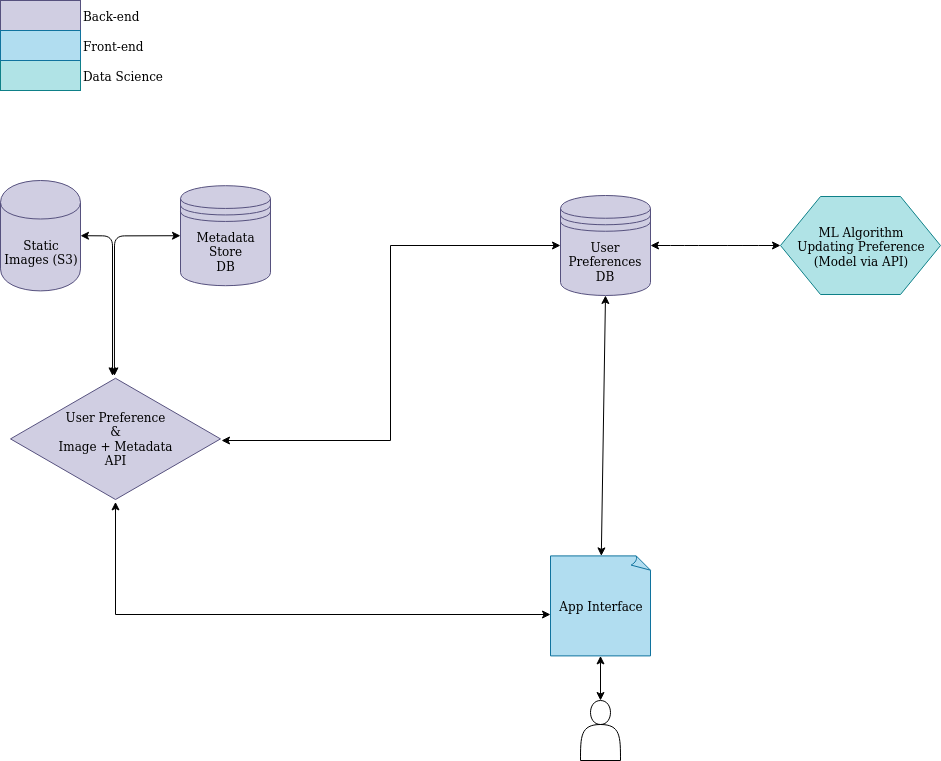 Back-end
Front-end
Data Science
Static
Images (S3)
Metadata
Store
DB
User
Preferences
DB
ML Algorithm
Updating Preference
(Model via API)
User Preference
&
Image + Metadata
API
App Interface